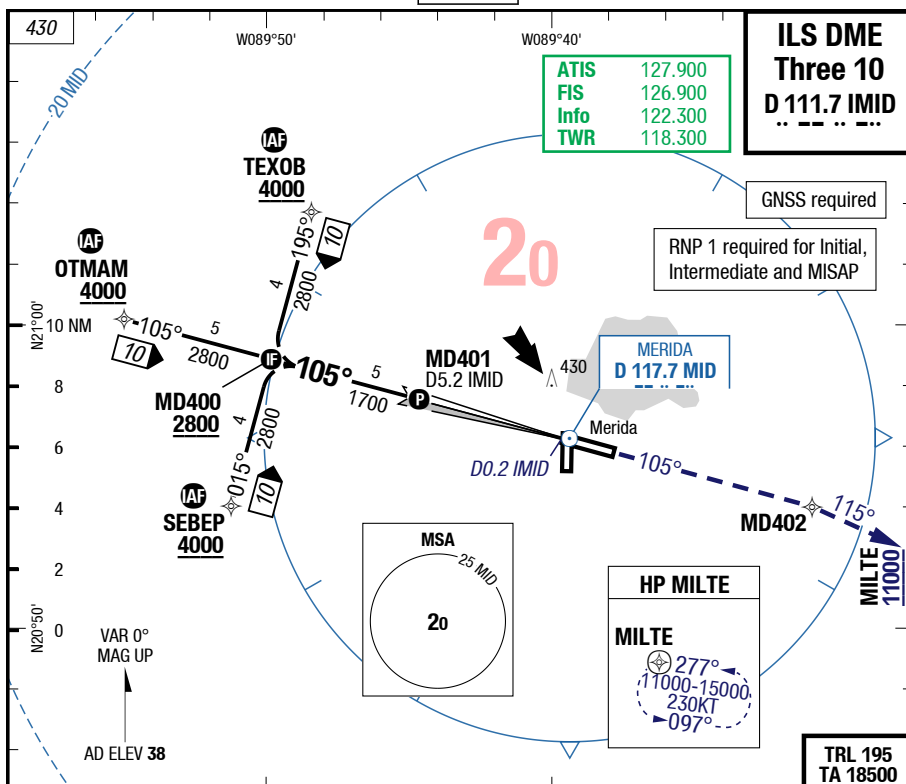 430
W089°50'
W089°40'
ILS DME
Three 10
D 111.7 IMID
ATIS 127.900
FIS 126.900
Info 122.300
TWR 118.300
20 MID
IAF
TEXOB
4000
GNSS required
RNP 1 required for Initial,
Intermediate and MISAP
20
IAF
OTMAM
4000
195°
10
4
2800
N21°00'
10 NM
105°
5
2800
10
IF
105°
5
1700
MD401
D5.2 IMID
P
430
MERIDA
D 117.7 MID
8
MD400
2800
4
2800
Merida
6
D0.2 IMID
105°
015°
10
IAF
SEBEP
4000
4
MD402
115°
MILTE
11000
MSA
25 MID
20
2
HP MILTE
MILTE
277°
11000-15000
230KT
097°
N20°50'
0
VAR 0°
MAG UP
AD ELEV 38
TRL 195
TA 18500